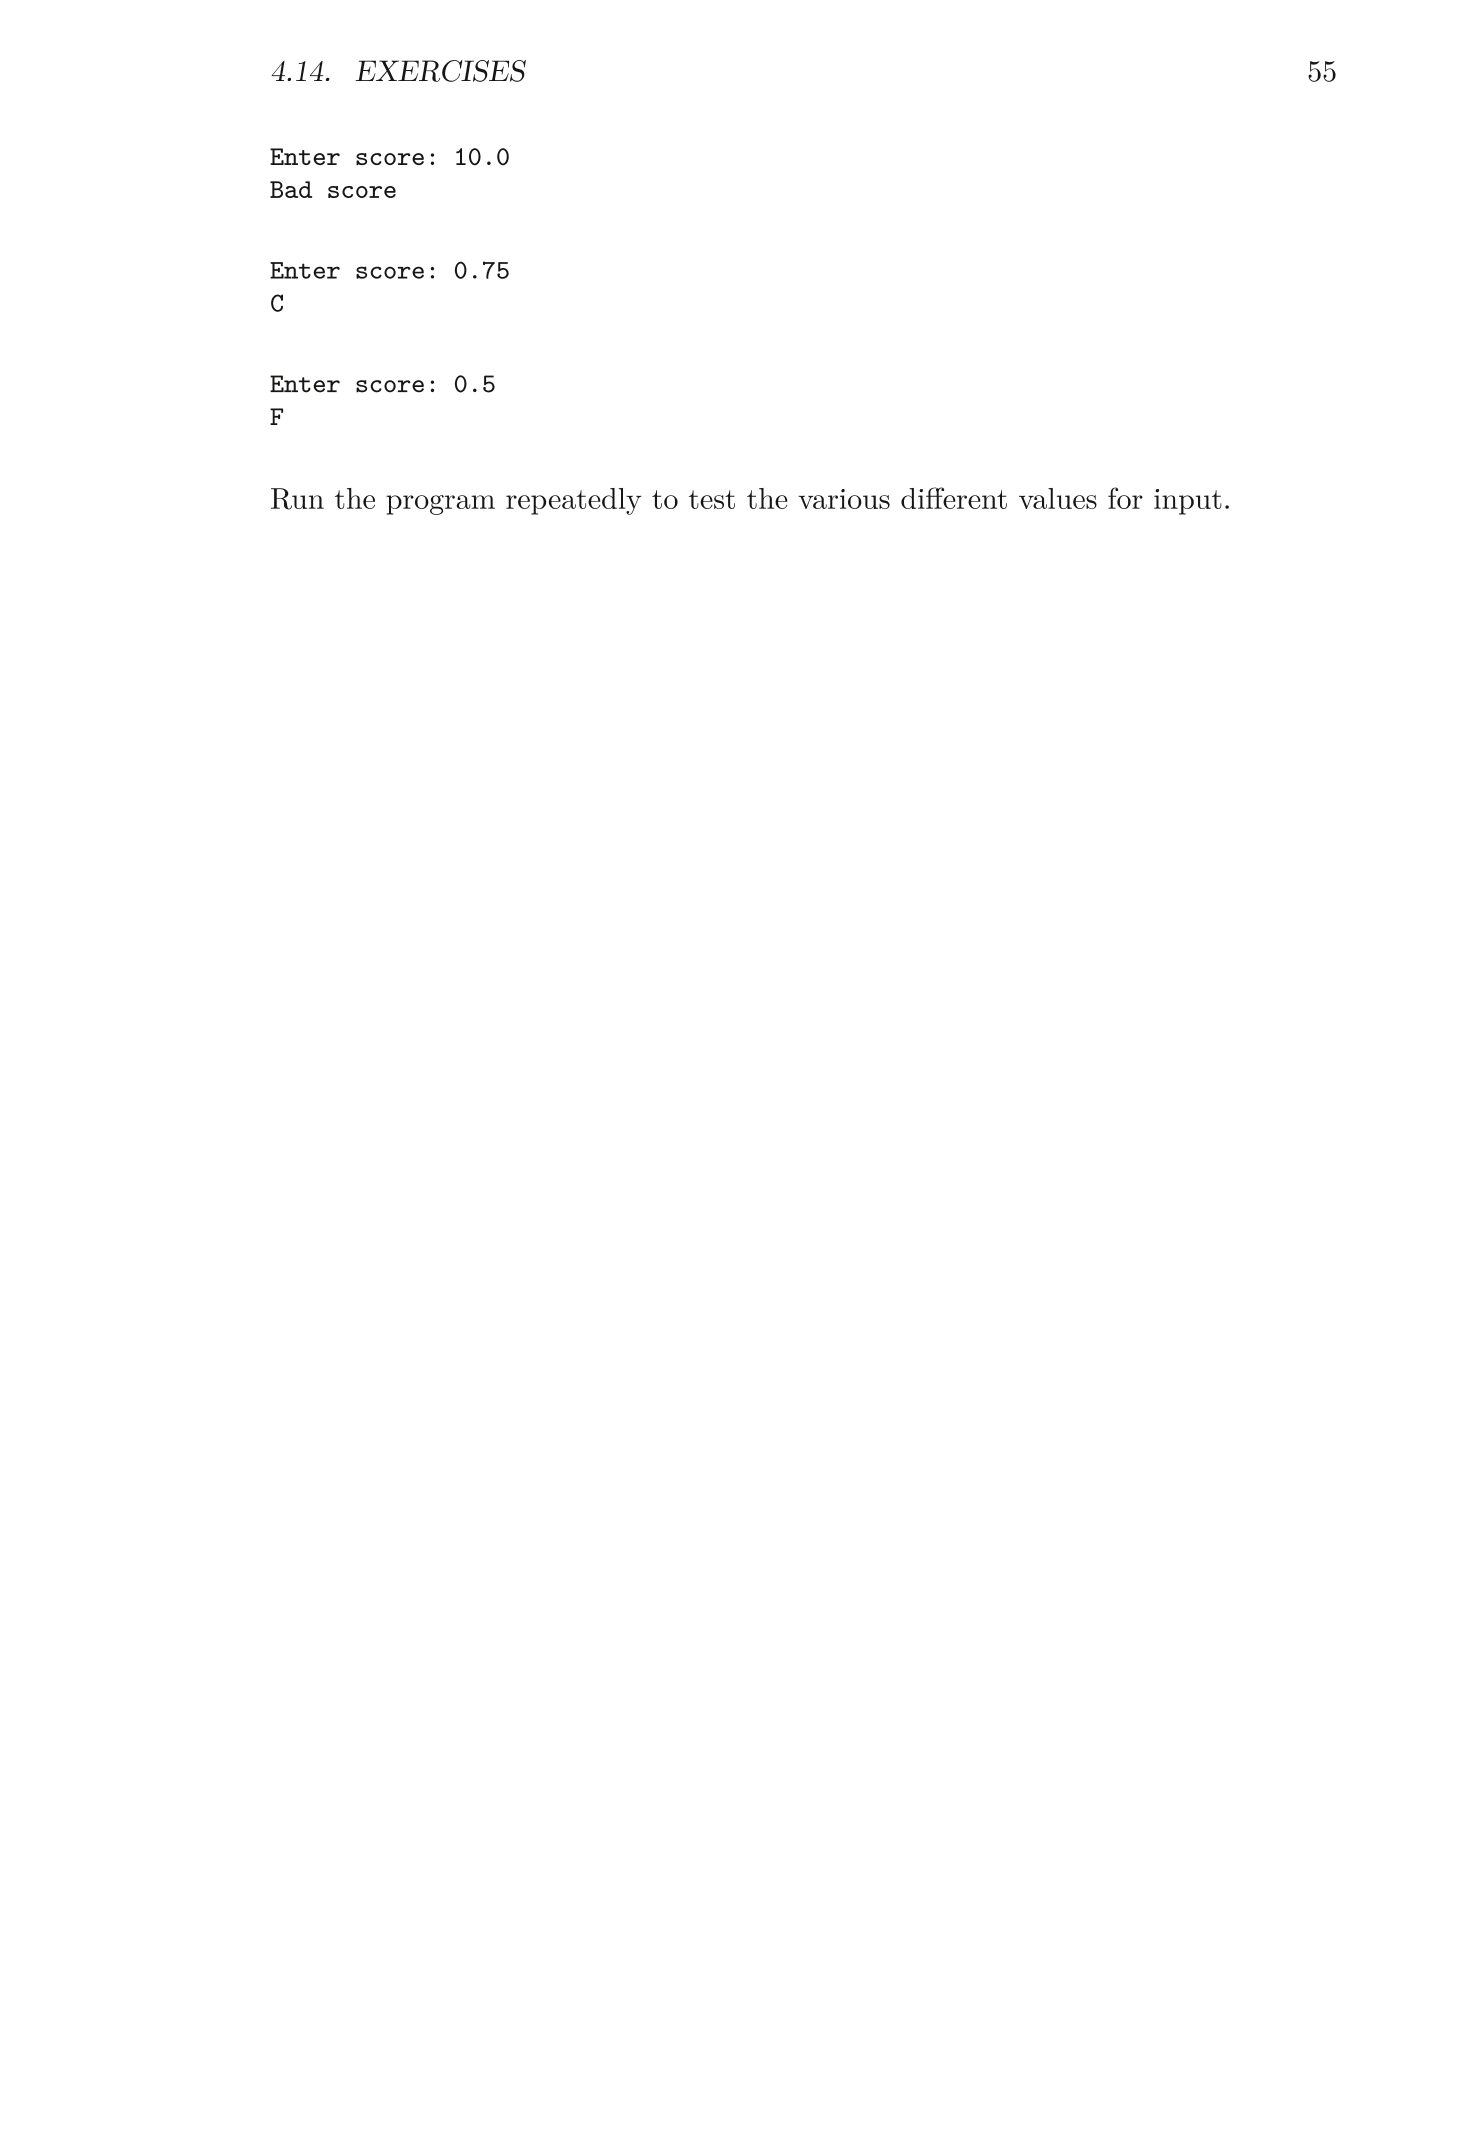 4.14. EXERCISES 55
Enter score: 10.0
Bad score
Enter score: 0.75
C
Enter score: 0.5
F
Run the program repeatedly to test the various different values for input.